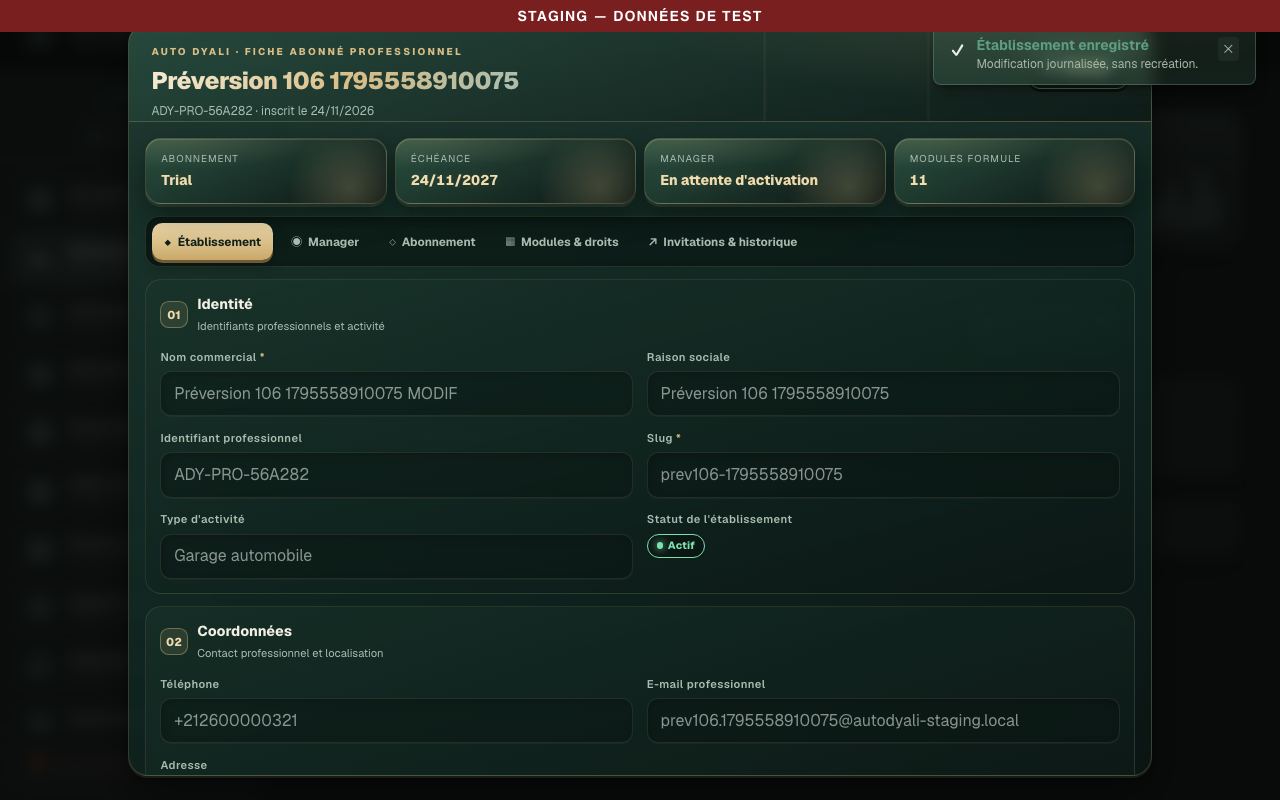 STAGING — DONNÉES DE TEST
AUTO DYALI · FICHE ABONNÉ PROFESSIONNEL
Préversion 106 1795558910075
ADY-PRO-56A282 · inscrit le 24/11/2026
Établissement enregistré
Modification journalisée, sans recréation.
ABONNEMENT
Trial
ÉCHÉANCE
24/11/2027
MANAGER
En attente d'activation
MODULES FORMULE
11
Établissement
Manager
Abonnement
Modules & droits
Invitations & historique
01
Identité
Identifiants professionnels et activité
Nom commercial *
Raison sociale
Préversion 106 1795558910075 MODIF
Préversion 106 1795558910075
Identifiant professionnel
Slug *
ADY-PRO-56A282
prev106-1795558910075
Type d'activité
Statut de l'établissement
Garage automobile
Actif
02
Coordonnées
Contact professionnel et localisation
Téléphone
E-mail professionnel
+212600000321
prev106.1795558910075@autodyali-staging.local
Adresse